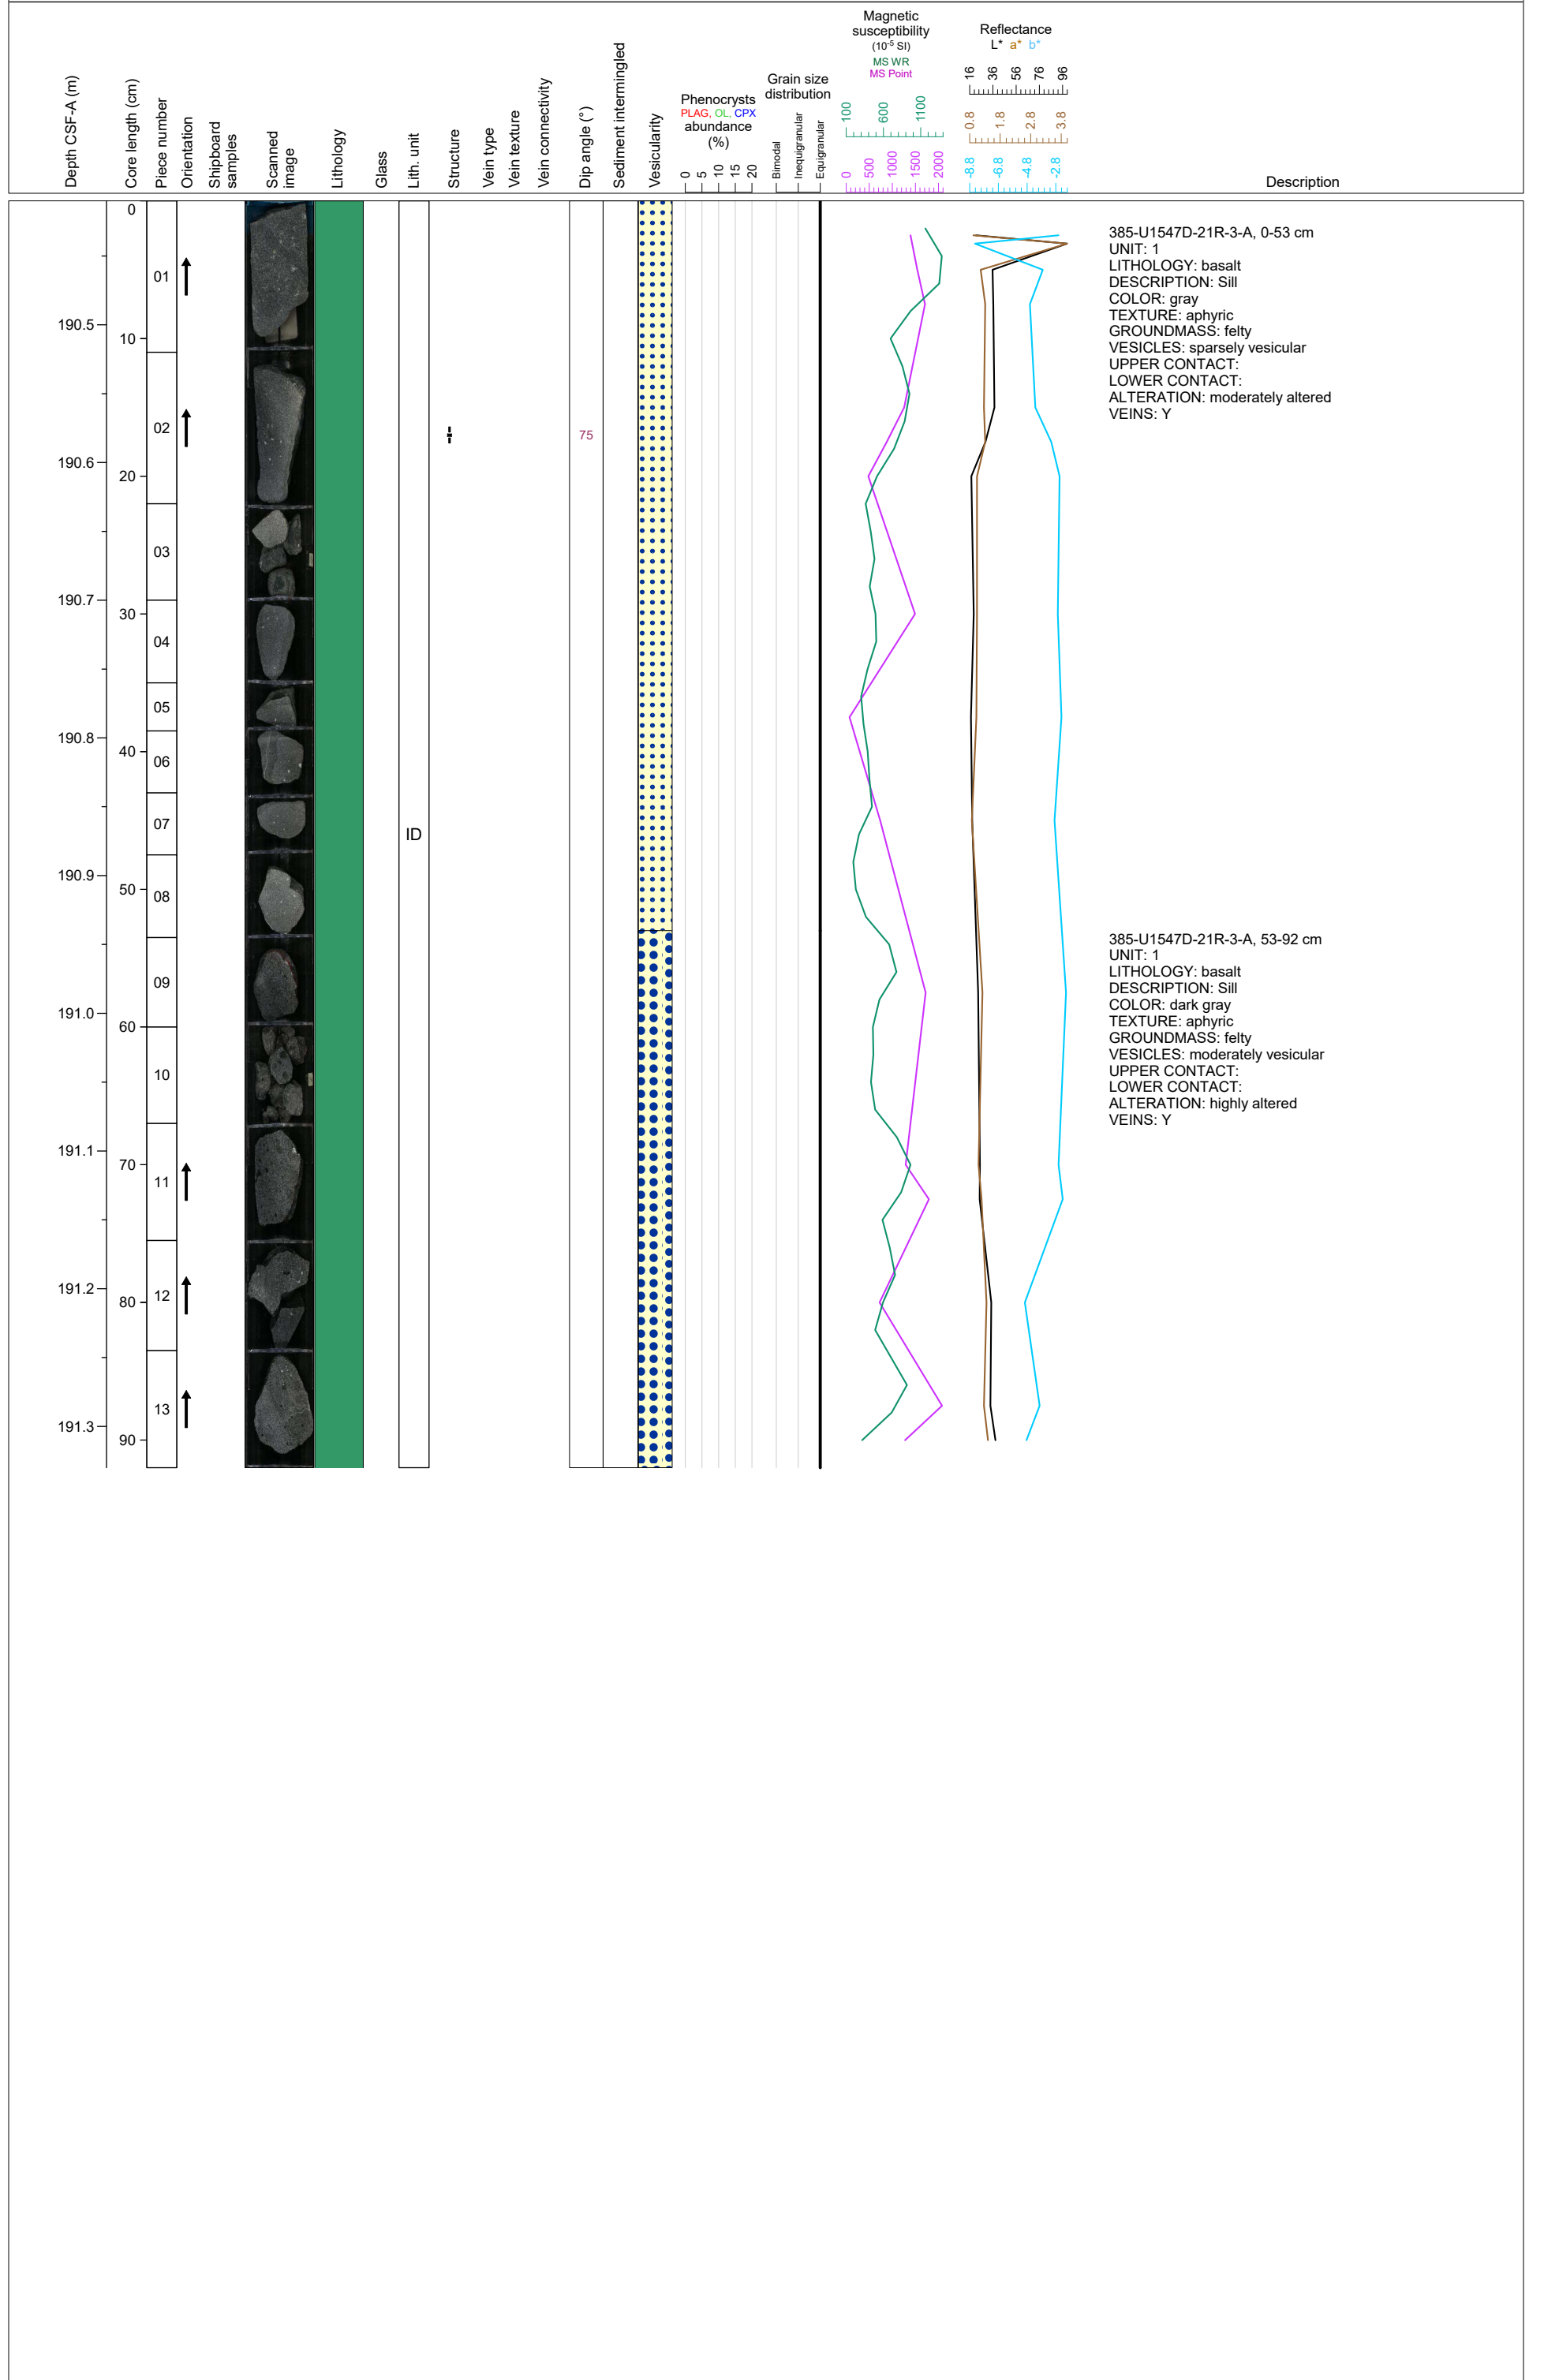 Depth CSF-A (m)
Core length (cm)
Piece number
Orientation
Shipboard
samples
Scanned
image
Lithology
Glass
Lith. unit
Structure
Vein type
Vein texture
Vein connectivity
Dip angle (°)
Sediment intermingled
Vesicularity
Phenocrysts
PLAG, OL, CPX
abundance
(%)
0 5 10 15 20
Grain size
distribution
Bimodal
Inequigranular
Equigranular
Magnetic
susceptibility
(10⁻⁵ SI)
MS WR
MS Point
100 600 1100
0 500 1000 1500 2000
Reflectance
L* a* b*
16 36 56 76 96
0.8 1.8 2.8 3.8
-8.8 -6.8 -4.8 -2.8
Description
190.5
190.6
190.7
190.8
190.9
191.0
191.1
191.2
191.3
0
10
20
30
40
50
60
70
80
90
01
02
03
04
05
06
07
08
09
10
11
12
13
ID
75
385-U1547D-21R-3-A, 0-53 cm
UNIT: 1
LITHOLOGY: basalt
DESCRIPTION: Sill
COLOR: gray
TEXTURE: aphyric
GROUNDMASS: felty
VESICLES: sparsely vesicular
UPPER CONTACT:
LOWER CONTACT:
ALTERATION: moderately altered
VEINS: Y
385-U1547D-21R-3-A, 53-92 cm
UNIT: 1
LITHOLOGY: basalt
DESCRIPTION: Sill
COLOR: dark gray
TEXTURE: aphyric
GROUNDMASS: felty
VESICLES: moderately vesicular
UPPER CONTACT:
LOWER CONTACT:
ALTERATION: highly altered
VEINS: Y